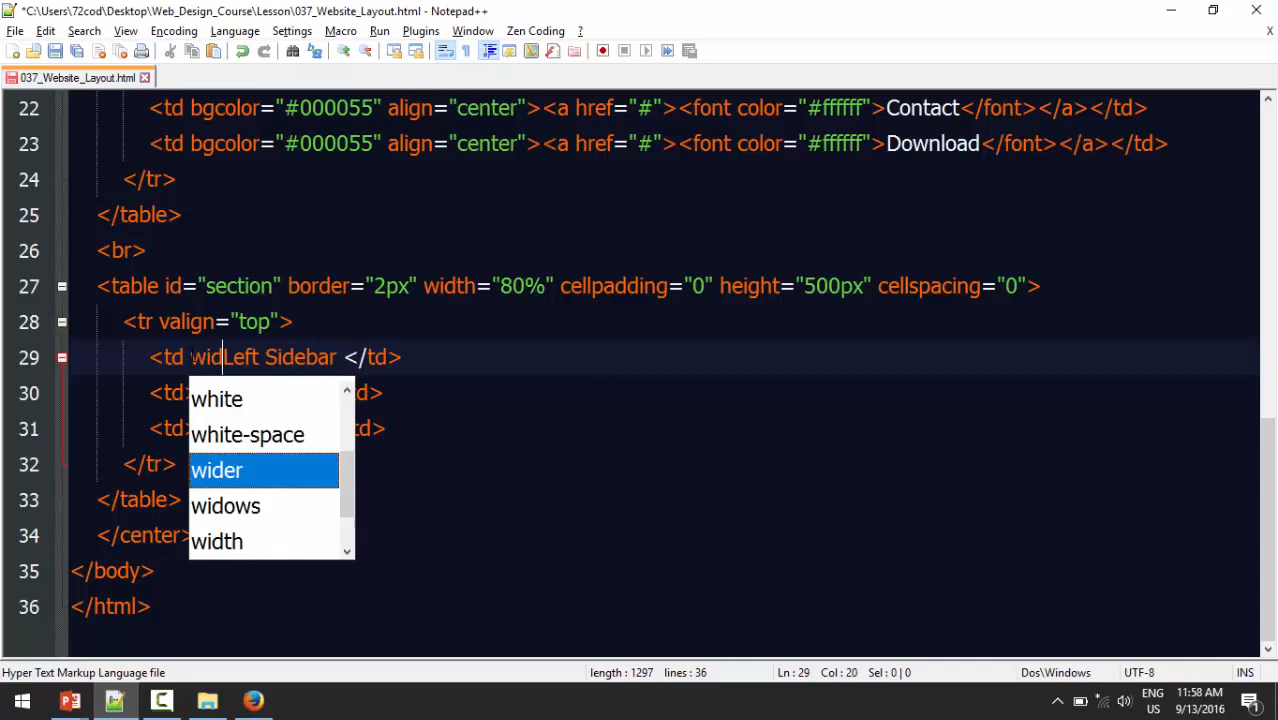 *C:\Users\72cod\Desktop\Web_Design_Course\Lesson\037_Website_Layout.html - Notepad++
File Edit Search View Encoding Language Settings Macro Run Plugins Window Zen Coding ? X
037_Website_Layout.html
22 <td bgcolor="#000055" align="center"><a href="#"><font color="#ffffff">Contact</font></a></td>
23 <td bgcolor="#000055" align="center"><a href="#"><font color="#ffffff">Download</font></a></td>
24 </tr>
25 </table>
26 <br>
27 <table id="section" border="2px" width="80%" cellpadding="0" height="500px" cellspacing="0">
28 <tr valign="top">
29 <td widLeft Sidebar </td>
30 <td> d>
31 <td> td>
32 </tr>
33 </table>
34 </center>
35 </body>
36 </html>
white
white-space
wider
widows
width
Hyper Text Markup Language file length : 1297 lines : 36 Ln : 29 Col : 20 Sel : 0 | 0 Dos\Windows UTF-8 INS
ENG
US
11:58 AM
9/13/2016
1